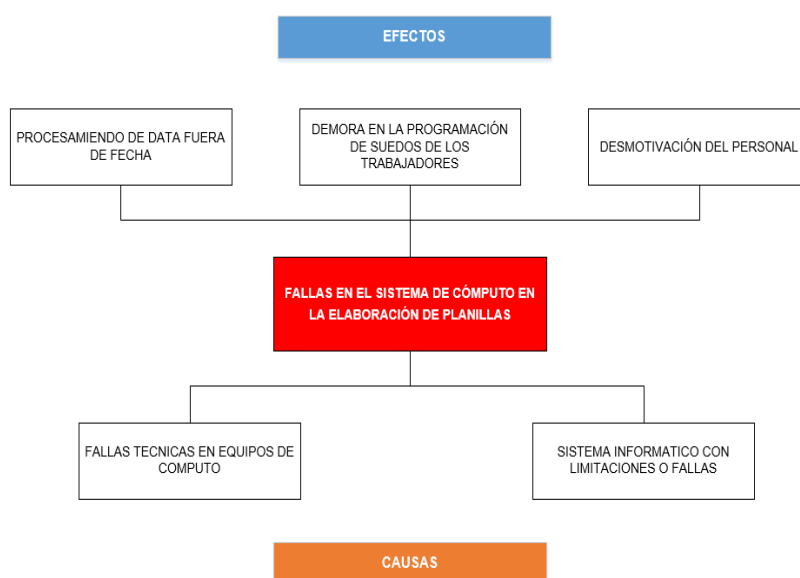 EFECTOS
PROCESAMIENDO DE DATA FUERA
DE FECHA
DEMORA EN LA PROGRAMACIÓN
DE SUEDOS DE LOS
TRABAJADORES
DESMOTIVACIÓN DEL PERSONAL
FALLAS EN EL SISTEMA DE CÓMPUTO EN
LA ELABORACIÓN DE PLANILLAS
FALLAS TECNICAS EN EQUIPOS DE
COMPUTO
SISTEMA INFORMATICO CON
LIMITACIONES O FALLAS
CAUSAS